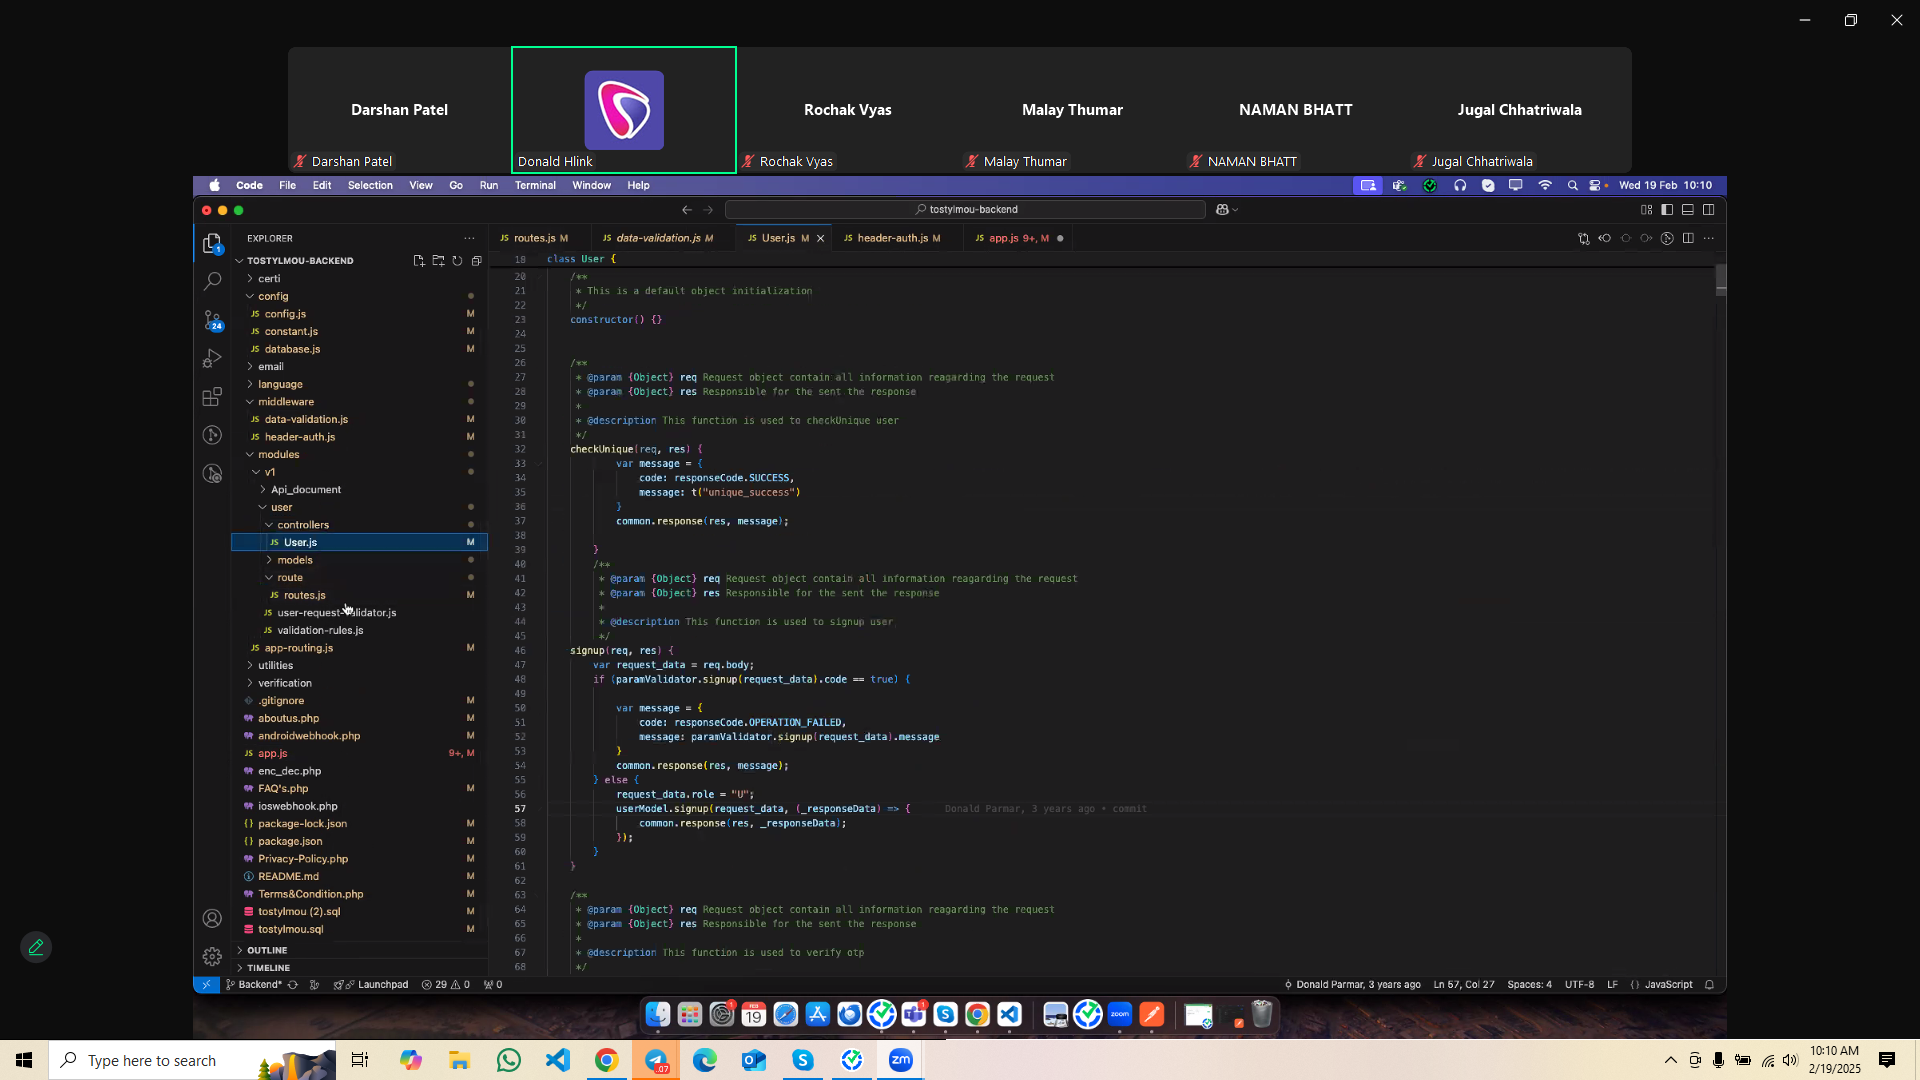 Darshan Patel
Rochak Vyas
Malay Thumar
NAMAN BHATT
Jugal Chhatriwala
Darshan Patel
Donald Hlink
Rochak Vyas
Malay Thumar
NAMAN BHATT
Jugal Chhatriwala
Code File Edit Selection View Go Run Terminal Window Help
Wed 19 Feb 10:10
tostylmou-backend
EXPLORER
routes.js M
data-validation.js M
User.js M
header-auth.js M
app.js 9+, M
TOSTYLMOU-BACKEND
certi
config
config.js M
constant.js M
database.js M
email
language
middleware
data-validation.js M
header-auth.js M
modules
v1
Api_document
user
controllers
User.js M
models
route
routes.js M
user-request-validator.js
validation-rules.js
app-routing.js M
utilities
verification
.gitignore M
aboutus.php M
androidwebhook.php M
app.js 9+, M
enc_dec.php
FAQ's.php M
ioswebhook.php M
package-lock.json M
package.json M
Privacy-Policy.php M
README.md M
Terms&Condition.php M
tostylmou (2).sql M
tostylmou.sql M
OUTLINE
TIMELINE
18 class User {
20 /**
21 * This is a default object initialization
22 */
23 constructor() {}
24
25
26 /**
27 * @param {Object} req Request object contain all information reagarding the request
28 * @param {Object} res Responsible for the sent the response
29 *
30 * @description This function is used to checkUnique user
31 */
32 checkUnique(req, res) {
33 var message = {
34 code: responseCode.SUCCESS,
35 message: t("unique_success")
36 }
37 common.response(res, message);
38
39 }
40 /**
41 * @param {Object} req Request object contain all information reagarding the request
42 * @param {Object} res Responsible for the sent the response
43 *
44 * @description This function is used to signup user
45 */
46 signup(req, res) {
47 var request_data = req.body;
48 if (paramValidator.signup(request_data).code == true) {
49
50 var message = {
51 code: responseCode.OPERATION_FAILED,
52 message: paramValidator.signup(request_data).message
53 }
54 common.response(res, message);
55 } else {
56 request_data.role = "U";
57 userModel.signup(request_data, (_responseData) => { Donald Parmar, 3 years ago • commit
58 common.response(res, _responseData);
59 });
60 }
61 }
62
63 /**
64 * @param {Object} req Request object contain all information reagarding the request
65 * @param {Object} res Responsible for the sent the response
66 *
67 * @description This function is used to verify otp
68 */
1
24
Backend* Launchpad 29 0 0
Donald Parmar, 3 years ago Ln 57, Col 27 Spaces: 4 UTF-8 LF {} JavaScript
1
FEB
19
1
zoom
Type here to search
.07
zm
10:10 AM
2/19/2025